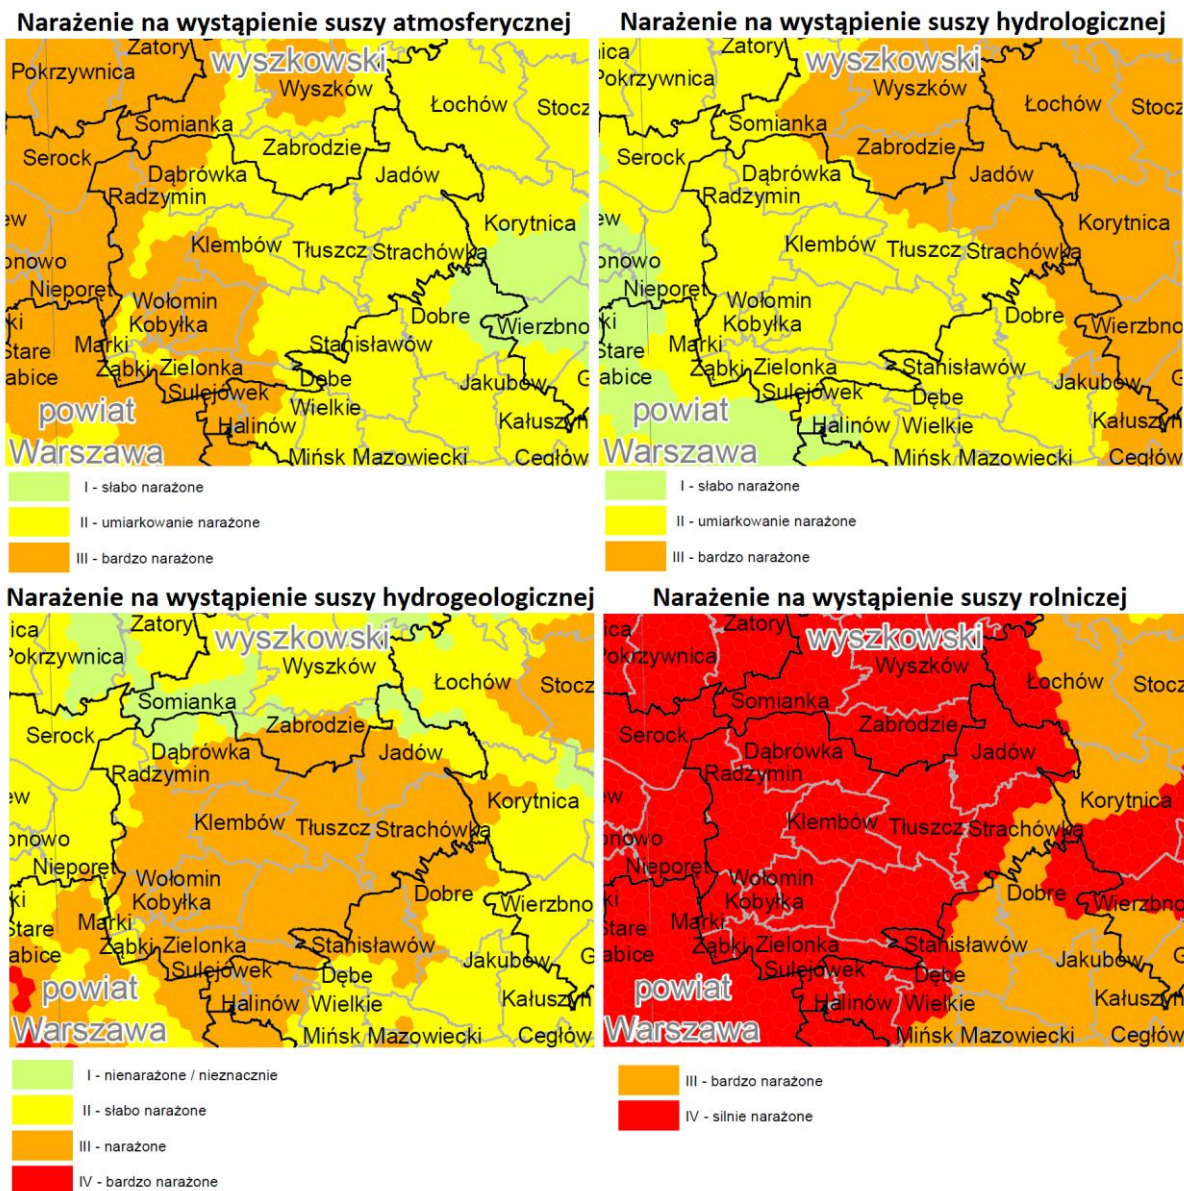 Narażenie na wystąpienie suszy atmosferycznej
Zatory
wyszkowski
Pokrzywnica
Wyszków
Łochów
Stocz
Somianka
Zabrodzie
Serock
Dąbrówka
Jadów
Radzymin
ew
Korytnica
Klembów
Tłuszcz
Strachówka
onowo
Nieporęt
Wołomin
Dobre
ki
Kobyłka
Wierzbno
Stare
Marki
Stanisławów
Ząbki
Zielonka
abice
Sulejówek
Dębe
Jakubów
G
Wielkie
powiat
Halinów
Kałuszyn
Warszawa
Mińsk Mazowiecki
Cegłów
I - słabo narażone
II - umiarkowanie narażone
III - bardzo narażone
Narażenie na wystąpienie suszy hydrologicznej
Zatory
wyszkowski
Pokrzywnica
Wyszków
Łochów
Stocz
Somianka
Zabrodzie
Serock
Dąbrówka
Jadów
Radzymin
ew
Korytnica
Klembów
Tłuszcz
Strachówka
onowo
Nieporęt
Wołomin
Dobre
ki
Kobyłka
Wierzbno
Stare
Marki
Stanisławów
Ząbki
Zielonka
abice
Sulejówek
Dębe
Jakubów
G
Wielkie
powiat
Halinów
Kałuszyn
Warszawa
Mińsk Mazowiecki
Cegłów
I - słabo narażone
II - umiarkowanie narażone
III - bardzo narażone
Narażenie na wystąpienie suszy hydrogeologicznej
ica
Zatory
wyszkowski
Pokrzywnica
Wyszków
Łochów
Stocz
Somianka
Zabrodzie
Serock
Dąbrówka
Jadów
Radzymin
ew
Korytnica
Klembów
Tłuszcz
Strachówka
onowo
Nieporęt
Wołomin
Dobre
ki
Kobyłka
Wierzbno
Stare
Marki
Stanisławów
Ząbki
Zielonka
abice
Sulejówek
Dębe
Jakubów
G
Wielkie
powiat
Halinów
Kałuszyn
Warszawa
Mińsk Mazowiecki
Cegłów
I - nienarażone / nieznacznie
II - słabo narażone
III - narażone
IV - bardzo narażone
Narażenie na wystąpienie suszy rolniczej
ica
Zatory
wyszkowski
Pokrzywnica
Wyszków
Łochów
Stocz
Somianka
Zabrodzie
Serock
Dąbrówka
Jadów
Radzymin
ew
Korytnica
Klembów
Tłuszcz
Strachówka
onowo
Nieporęt
Wołomin
Dobre
ki
Kobyłka
Wierzbno
Stare
Marki
Stanisławów
Ząbki
Zielonka
abice
Sulejówek
Dębe
Jakubów
G
Wielkie
powiat
Halinów
Kałuszyn
Warszawa
Mińsk Mazowiecki
Cegłów
III - bardzo narażone
IV - silnie narażone